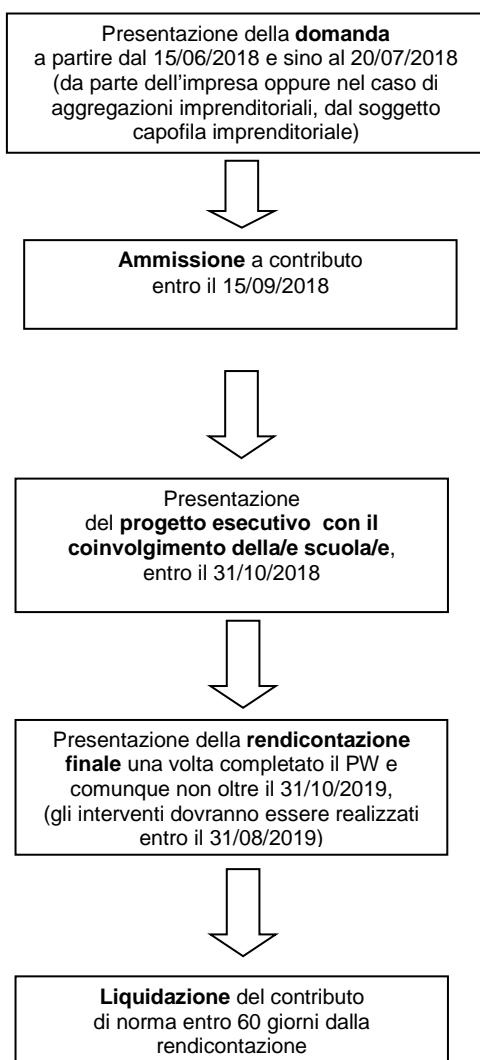 Presentazione della domanda
a partire dal 15/06/2018 e sino al 20/07/2018
(da parte dell'impresa oppure nel caso di
aggregazioni imprenditoriali, dal soggetto
capofila imprenditoriale)
Ammissione a contributo
entro il 15/09/2018
Presentazione
del progetto esecutivo con il
coinvolgimento della/e scuola/e,
entro il 31/10/2018
Presentazione della rendicontazione
finale una volta completato il PW e
comunque non oltre il 31/10/2019,
(gli interventi dovranno essere realizzati
entro il 31/08/2019)
Liquidazione del contributo
di norma entro 60 giorni dalla
rendicontazione